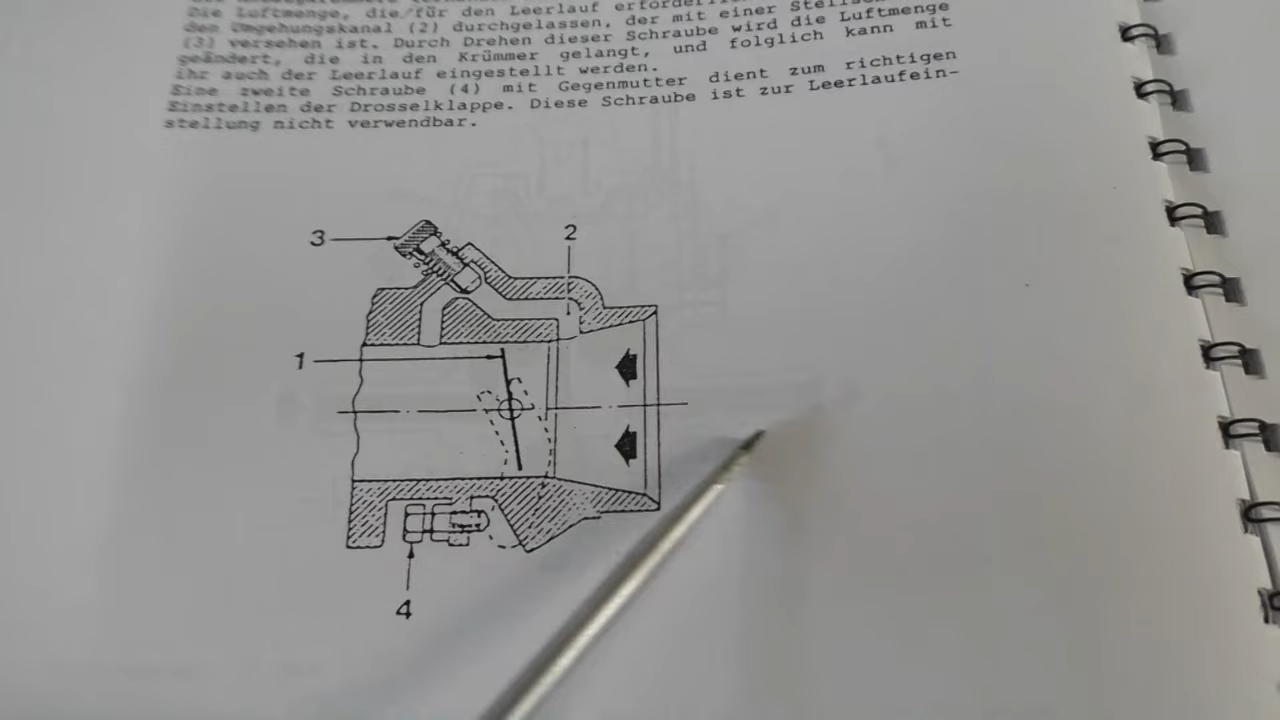 Die Luftmenge, die für den Leerlauf
den Umgehungskanal (2) durchgelassen, der mit einer
(3) versehen ist. Durch Drehen dieser Schraube wird die Luftmenge
geändert, die in den Krümmer gelangt, und folglich kann mit
ihr auch der Leerlauf eingestellt werden.
Eine zweite Schraube (4) mit Gegenmutter dient zum richtigen
Einstellen der Drosselklappe. Diese Schraube ist zur Leerlaufein-
stellung nicht verwendbar.
3
2
1
4